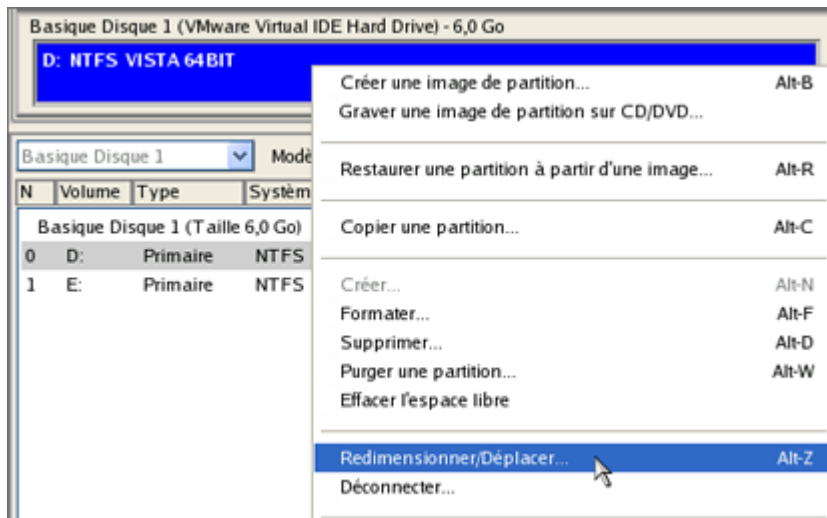 Basique Disque 1 (VMware Virtual IDE Hard Drive) - 6,0 Go
D: NTFS VISTA 64BIT
Créer une image de partition... Alt-B
Graver une image de partition sur CD/DVD...
Restaurer une partition à partir d'une image... Alt-R
Copier une partition... Alt-C
Créer... Alt-N
Formater... Alt-F
Supprimer... Alt-D
Purger une partition... Alt-W
Effacer l'espace libre
Redimensionner/Déplacer... Alt-Z
Déconnecter...
Basique Disque 1 Modè
N Volume Type Systèm
Basique Disque 1 (Taille 6,0 Go)
0 D: Primaire NTFS
1 E: Primaire NTFS